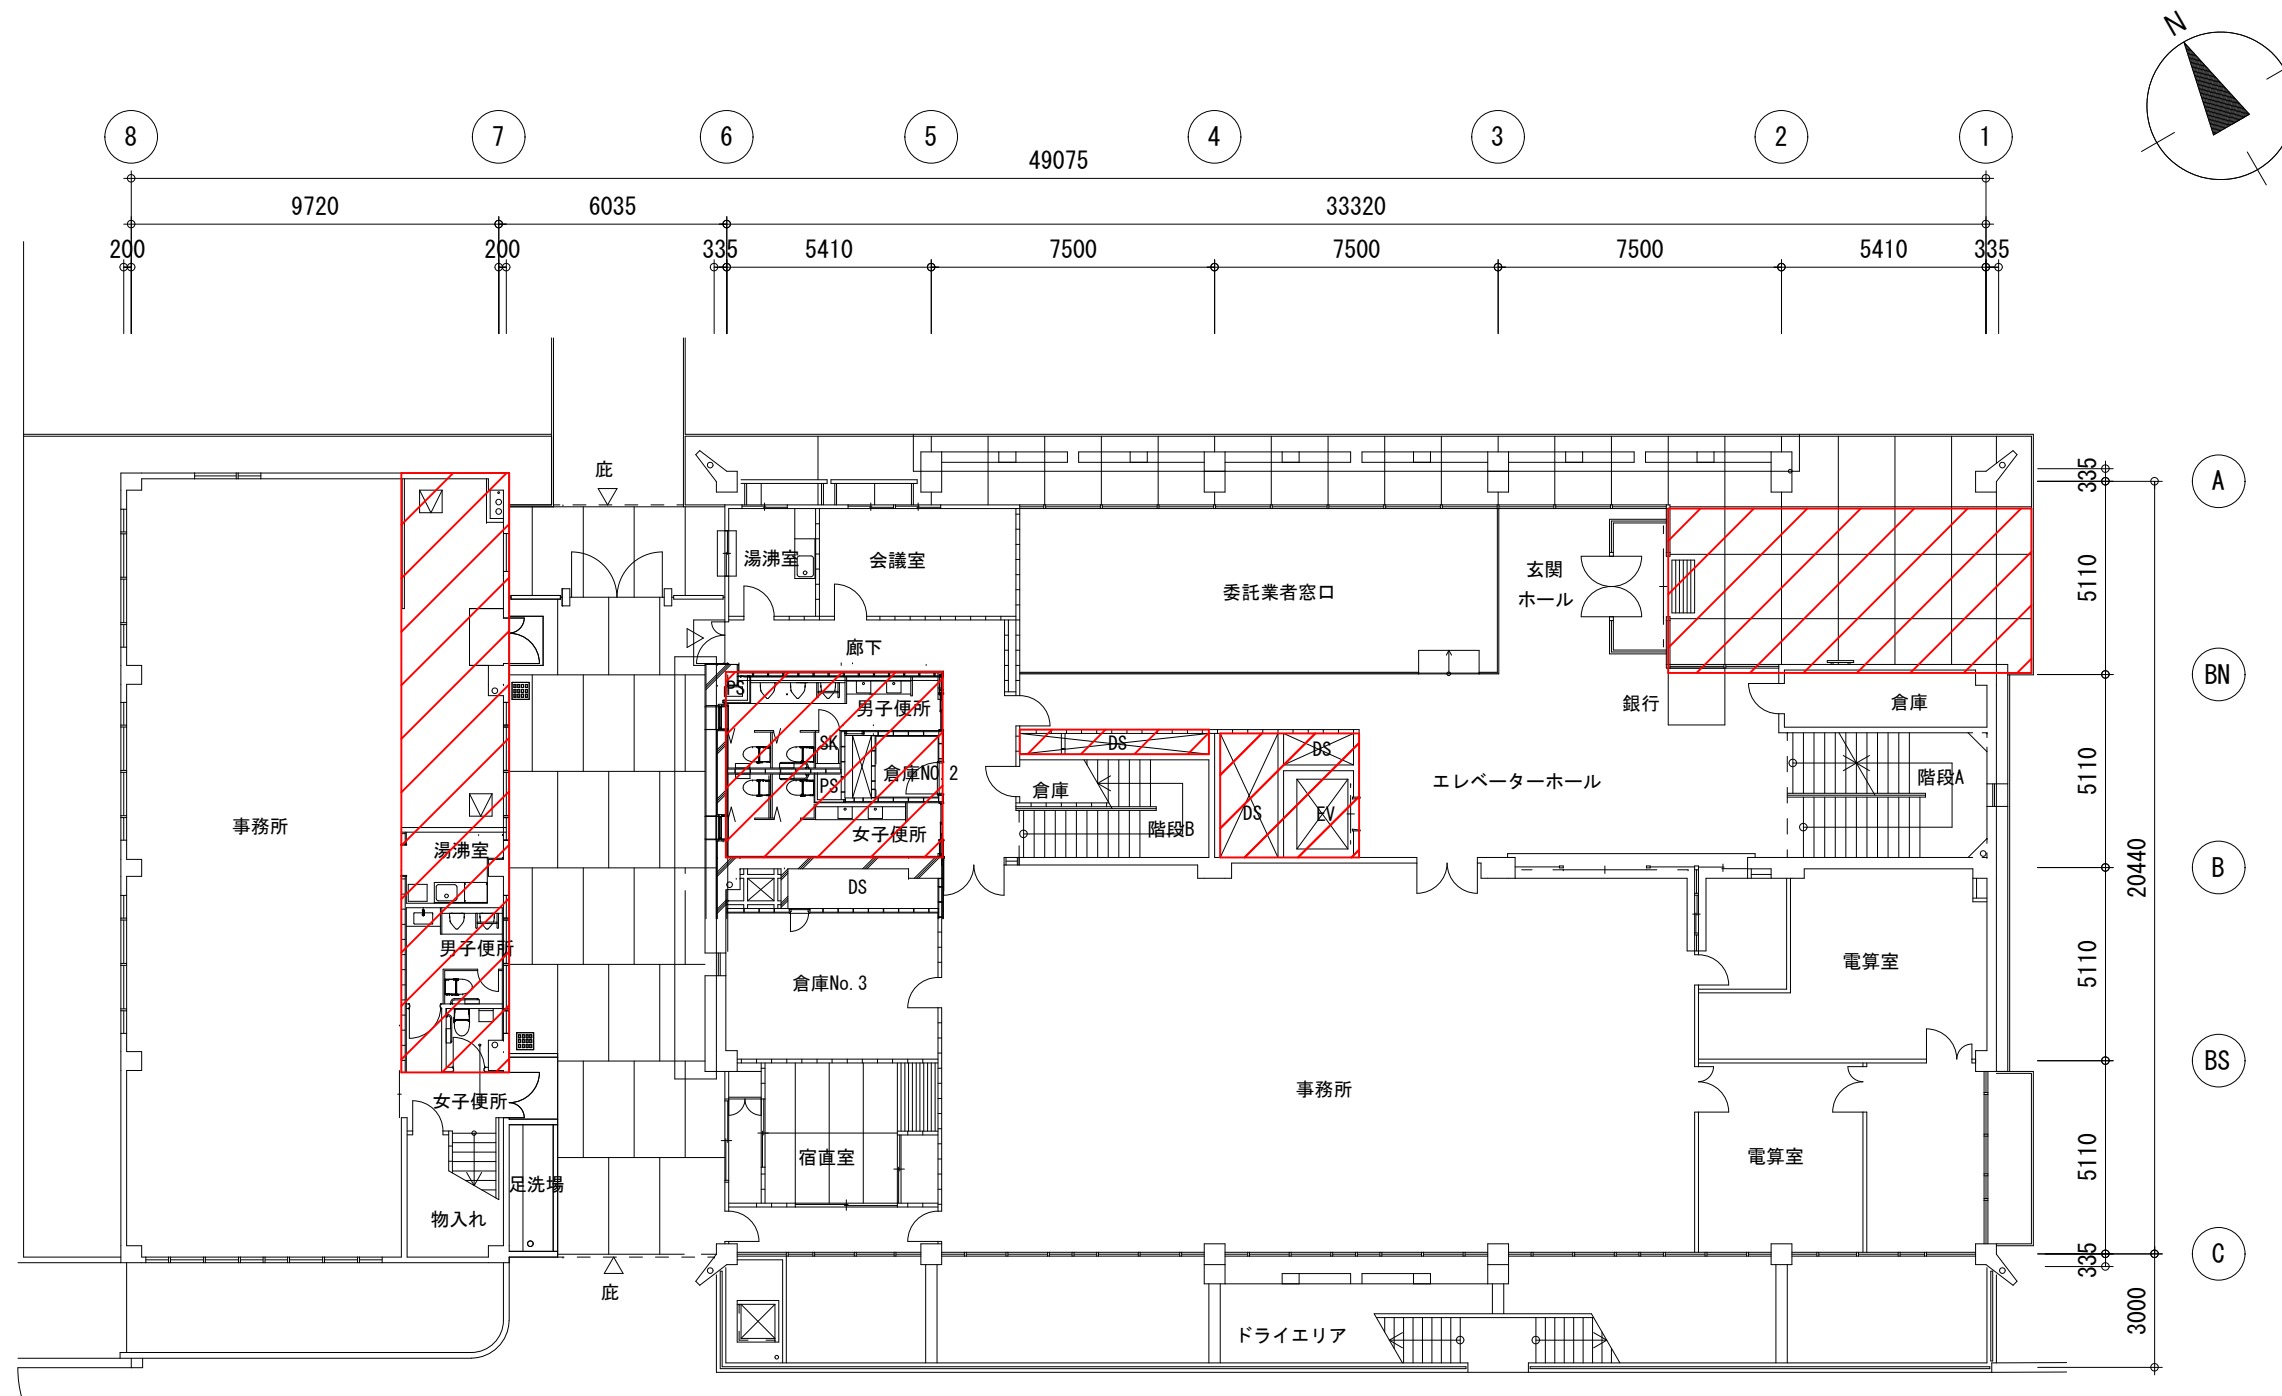 N
8 7 6 5 4 3 2 1
49075
9720 6035 33320
200 200 335 5410 7500 7500 7500 5410 335
庇
335
A
湯沸室 会議室 委託業者窓口 玄関
ホール
5110
廊下
BN
PS 男子便所 銀行 倉庫
SK DS DS
倉庫NO.2 倉庫 エレベーターホール 階段A
5110
PS DS EV
事務所 女子便所 階段B
湯沸室
B
20440
DS
男子便所
倉庫No.3 電算室
5110
BS
女子便所 事務所
宿直室 電算室
5110
足洗場
物入れ
335
C
庇
ドライエリア
3000